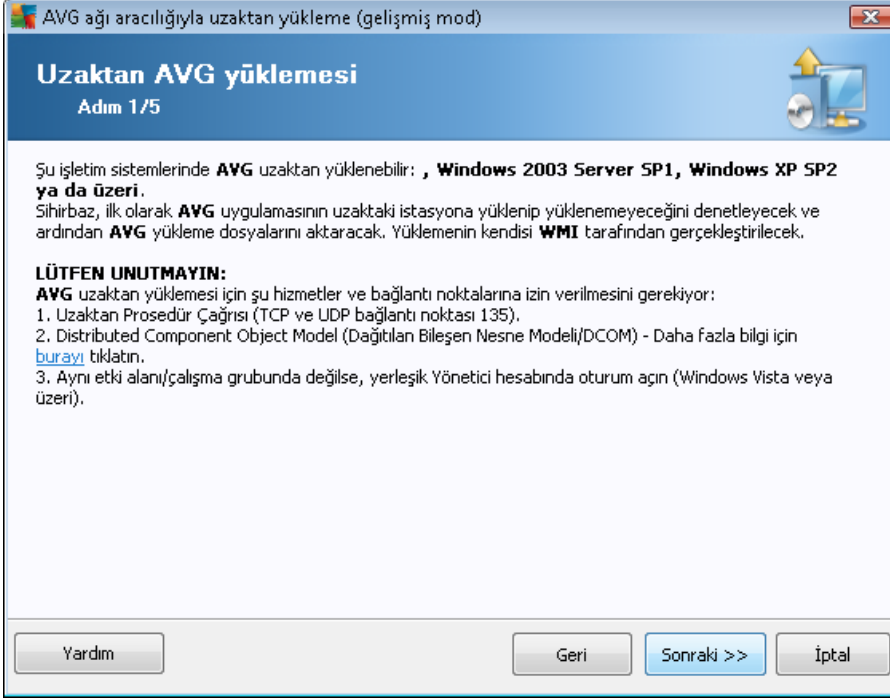 AVG ağı aracılığıyla uzaktan yükleme (gelişmiş mod)
Uzaktan AVG yüklemesi
Adım 1/5
Şu işletim sistemlerinde AVG uzaktan yüklenebilir: , Windows 2003 Server SP1, Windows XP SP2
ya da üzeri.
Sihirbaz, ilk olarak AVG uygulamasının uzaktaki istasyona yüklenip yüklenemeyeceğini denetleyecek ve
ardından AVG yükleme dosyalarını aktaracak. Yüklemenin kendisi WMI tarafından gerçekleştirilecek.
LÜTFEN UNUTMAYIN:
AVG uzaktan yüklemesi için şu hizmetler ve bağlantı noktalarına izin verilmesini gerekiyor:
1. Uzaktan Prosedür Çağrısı (TCP ve UDP bağlantı noktası 135).
2. Distributed Component Object Model (Dağıtılan Bileşen Nesne Modeli/DCOM) - Daha fazla bilgi için
burayı tıklatın.
3. Aynı etki alanı/çalışma grubunda değilse, yerleşik Yönetici hesabında oturum açın (Windows Vista veya
üzeri).
Yardım
Geri
Sonraki >>
İptal